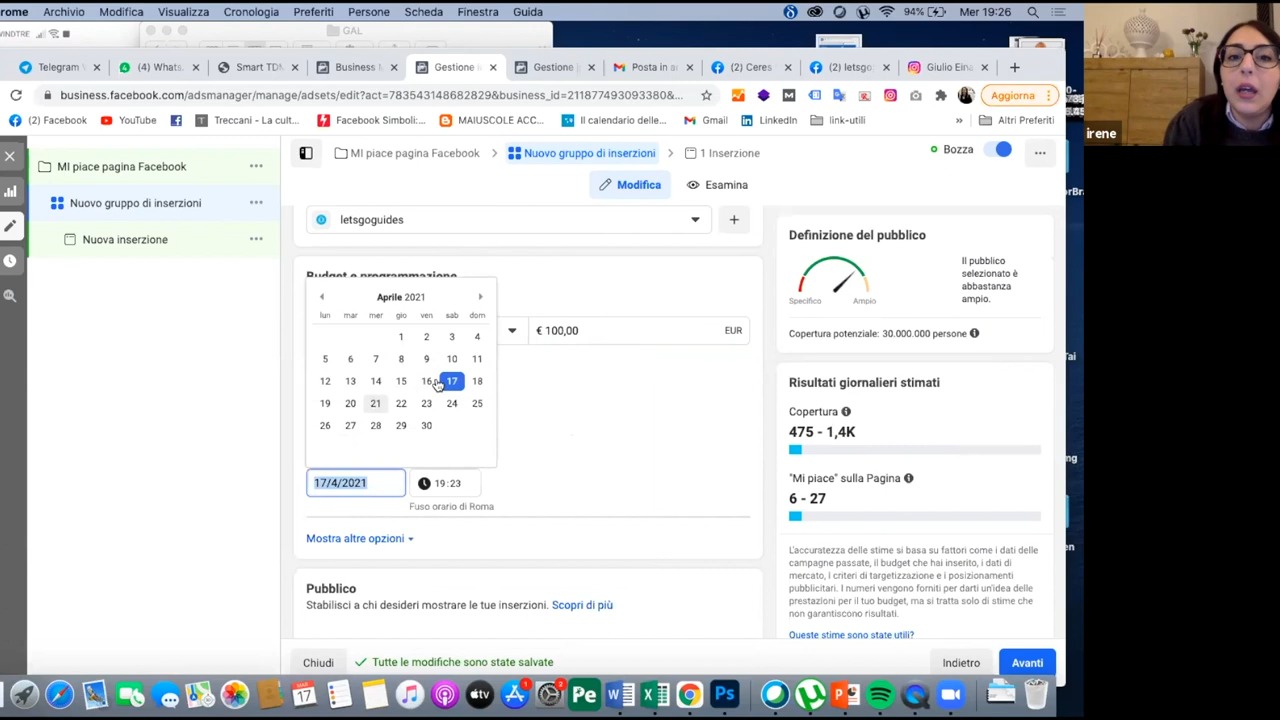 rome Archivio Modifica Visualizza Cronologia Preferiti Persone Scheda Finestra Guida 94% Mer 19:26
WINDTRE GAL
Telegram (4) Whats Smart TDM Business Gestione Gestione Posta in ar (2) Ceres (2) letsgo Giulio Eina
business.facebook.com/adsmanager/manage/adsets/edit?act=783543148682829&business_id=211877493093380&... Aggiorna
(2) Facebook YouTube Treccani - La cult... Facebook Simboli:... MAIUSCOLE ACC... Il calendario delle... Gmail LinkedIn link-utili » Altri Preferiti
irene
MI piace pagina Facebook
Nuovo gruppo di inserzioni
Nuova inserzione
MI piace pagina Facebook Nuovo gruppo di inserzioni 1 Inserzione Bozza
Modifica Esamina
letsgoguides
Budget e programmazione
Aprile 2021
lun mar mer gio ven sab dom
1 2 3 4
5 6 7 8 9 10 11
12 13 14 15 16 17 18
19 20 21 22 23 24 25
26 27 28 29 30
€ 100,00 EUR
17/4/2021 19:23
Fuso orario di Roma
Mostra altre opzioni
Pubblico
Stabilisci a chi desideri mostrare le tue inserzioni. Scopri di più
Definizione del pubblico
Specifico Ampio
Il pubblico
selezionato è
abbastanza
ampio.
Copertura potenziale: 30.000.000 persone
Risultati giornalieri stimati
Copertura
475 - 1,4K
"Mi piace" sulla Pagina
6 - 27
L'accuratezza delle stime si basa su fattori come i dati delle
campagne passate, il budget che hai inserito, i dati di
mercato, i criteri di targetizzazione e i posizionamenti
pubblicitari. I numeri vengono forniti per darti un'idea delle
prestazioni per il tuo budget, ma si tratta solo di stime che
non garantiscono risultati.
Queste stime sono state utili?
Chiudi Tutte le modifiche sono state salvate Indietro Avanti
MAR
17
Pe
Ps